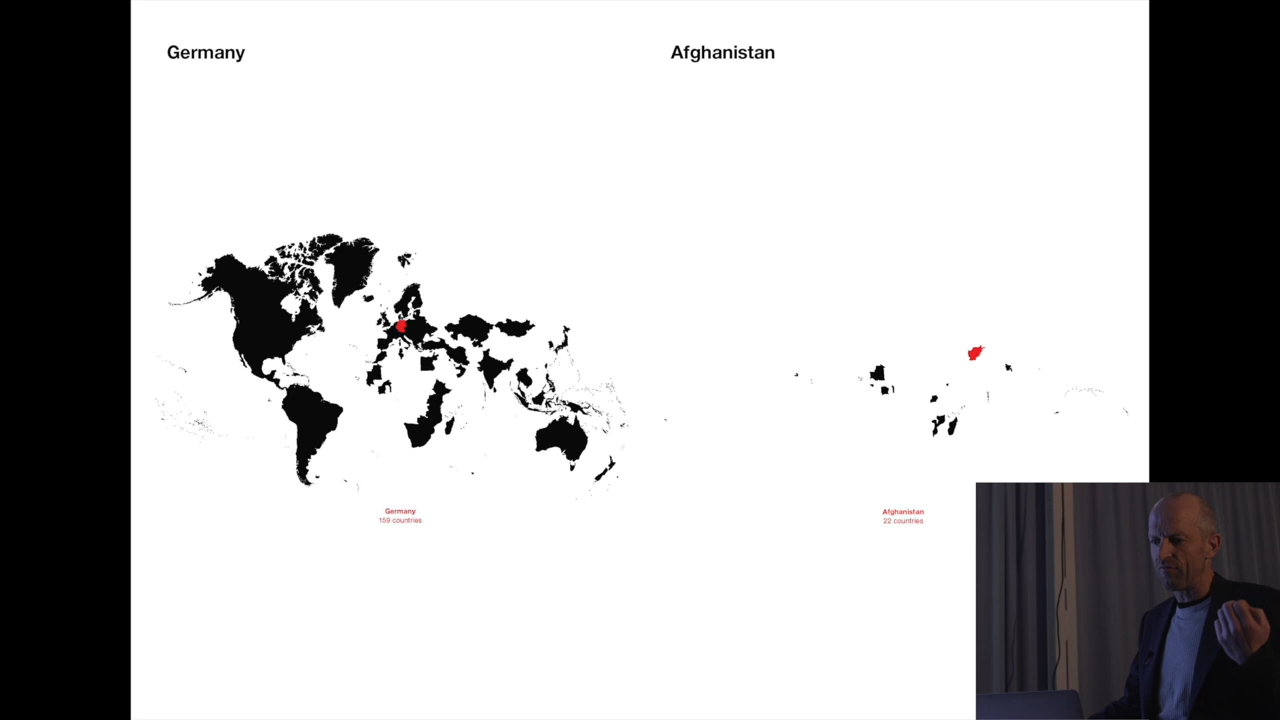 Germany
Afghanistan
Germany
159 countries
Afghanistan
22 countries